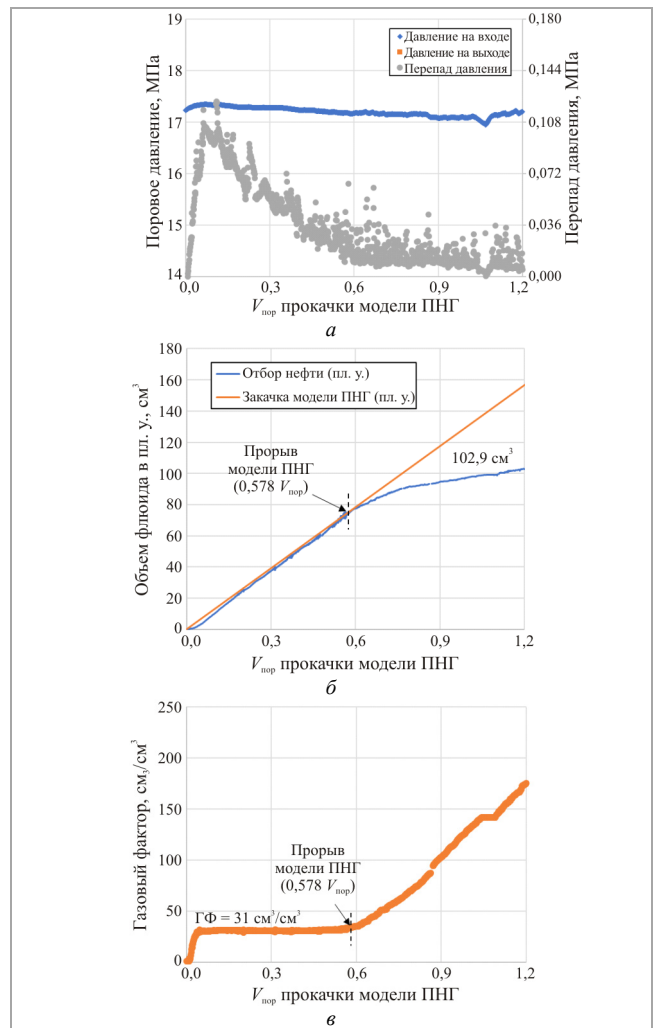 19
18
17
16
15
14
Поровое давление, МПа
Давление на входе
Давление на выходе
Перепад давления
0,180
0,144
0,108
0,072
0,036
0,000
Перепад давления, МПа
0,0 0,3 0,6 0,9 1,2
Vпор прокачки модели ПНГ
а
180
160
140
120
100
80
60
40
20
0
Объем флюида в пл. у., см³
Отбор нефти (пл. у.)
Закачка модели ПНГ (пл. у.)
Прорыв
модели ПНГ
(0,578 Vпор)
102,9 см³
0,0 0,3 0,6 0,9 1,2
Vпор прокачки модели ПНГ
б
250
200
150
100
50
0
Газовый фактор, см₃/см³
Прорыв
модели ПНГ
(0,578 Vпор)
ГФ = 31 см³/см³
0,0 0,3 0,6 0,9 1,2
Vпор прокачки модели ПНГ
в